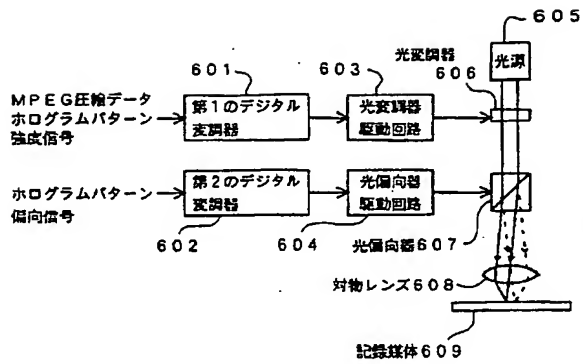 605
光源
光変調器
606
601
603
MPEG圧縮データ
ホログラムパターン
強度信号
第1のデジタル
変調器
光変調器
駆動回路
ホログラムパターン
偏向信号
第2のデジタル
変調器
光偏向器
駆動回路
602
604
光偏向器607
対物レンズ608
記録媒体609